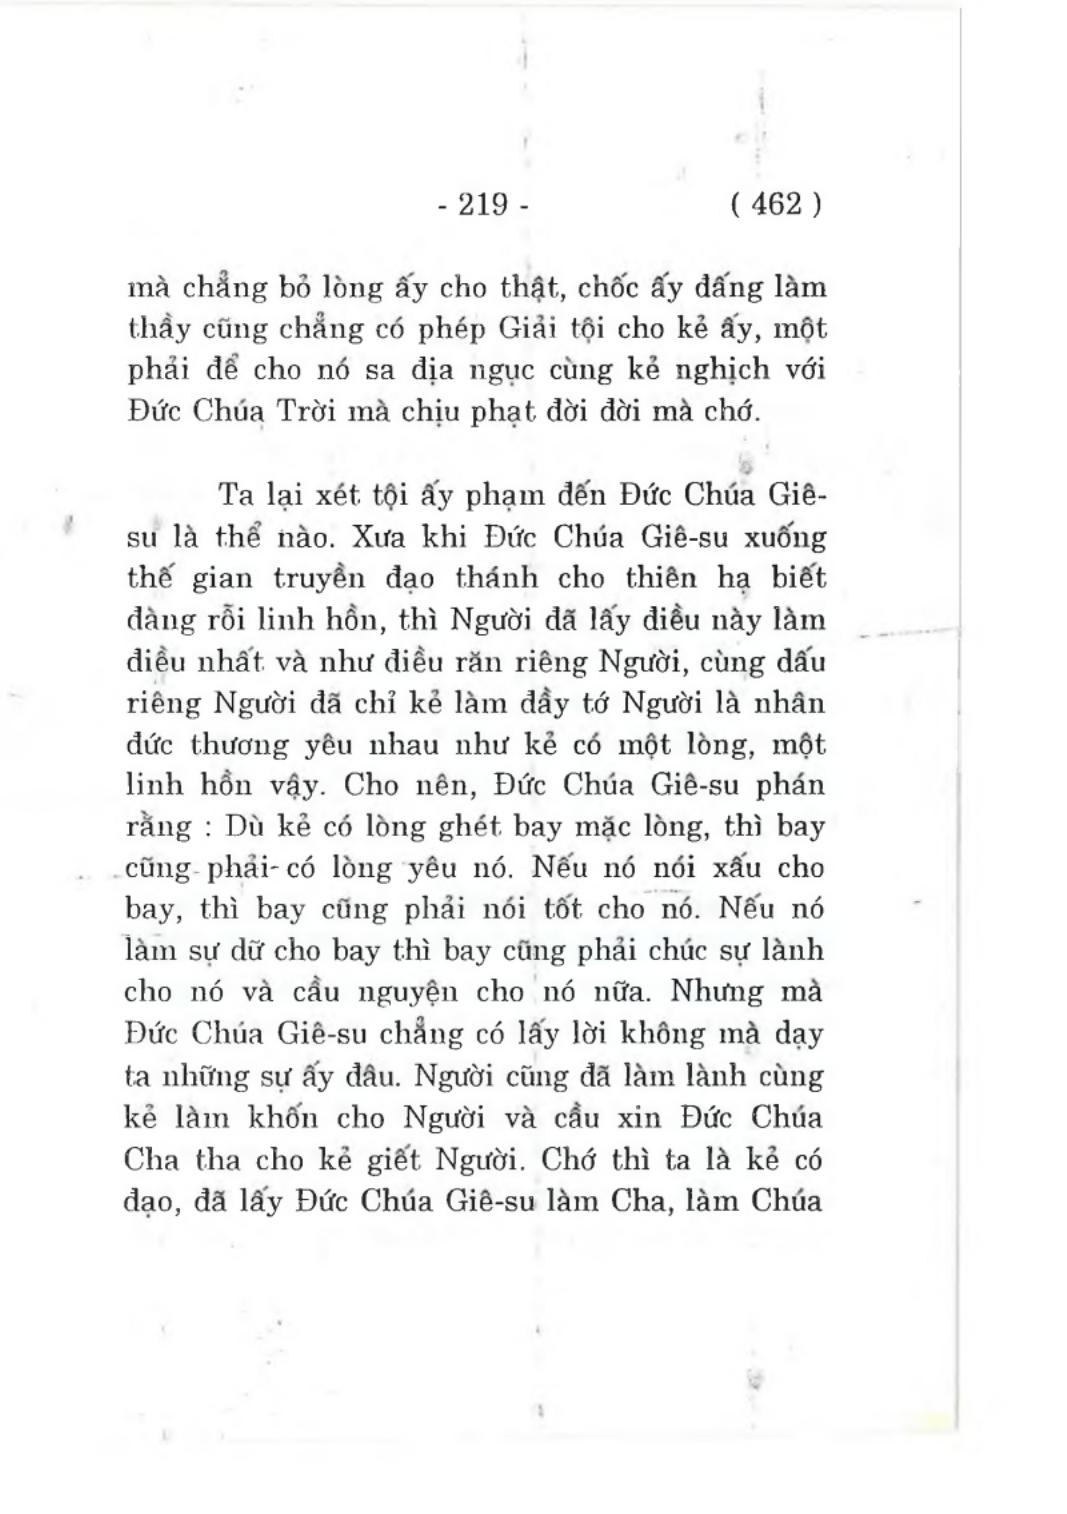 - 219 - ( 462 )
mà chẳng bỏ lòng ấy cho thật, chốc ấy đấng làm
thầy cũng chẳng có phép Giải tội cho kẻ ấy, một
phải để cho nó sa địa ngục cùng kẻ nghịch với
Đức Chúa Trời mà chịu phạt đời đời mà chớ.
Ta lại xét tội ấy phạm đến Đức Chúa Giê-
su là thể nào. Xưa khi Đức Chúa Giê-su xuống
thế gian truyền đạo thánh cho thiên hạ biết
đàng rỗi linh hồn, thì Người đã lấy điều này làm
điều nhất và như điều răn riêng Người, cùng dấu
riêng Người đã chỉ kẻ làm đầy tớ Người là nhân
đức thương yêu nhau như kẻ có một lòng, một
linh hồn vậy. Cho nên, Đức Chúa Giê-su phán
rằng : Dù kẻ có lòng ghét bay mặc lòng, thì bay
cũng phải có lòng yêu nó. Nếu nó nói xấu cho
bay, thì bay cũng phải nói tốt cho nó. Nếu nó
làm sự dữ cho bay thì bay cũng phải chúc sự lành
cho nó và cầu nguyện cho nó nữa. Nhưng mà
Đức Chúa Giê-su chẳng có lấy lời không mà dạy
ta những sự ấy đâu. Người cũng đã làm lành cùng
kẻ làm khốn cho Người và cầu xin Đức Chúa
Cha tha cho kẻ giết Người. Chớ thì ta là kẻ có
đạo, đã lấy Đức Chúa Giê-su làm Cha, làm Chúa